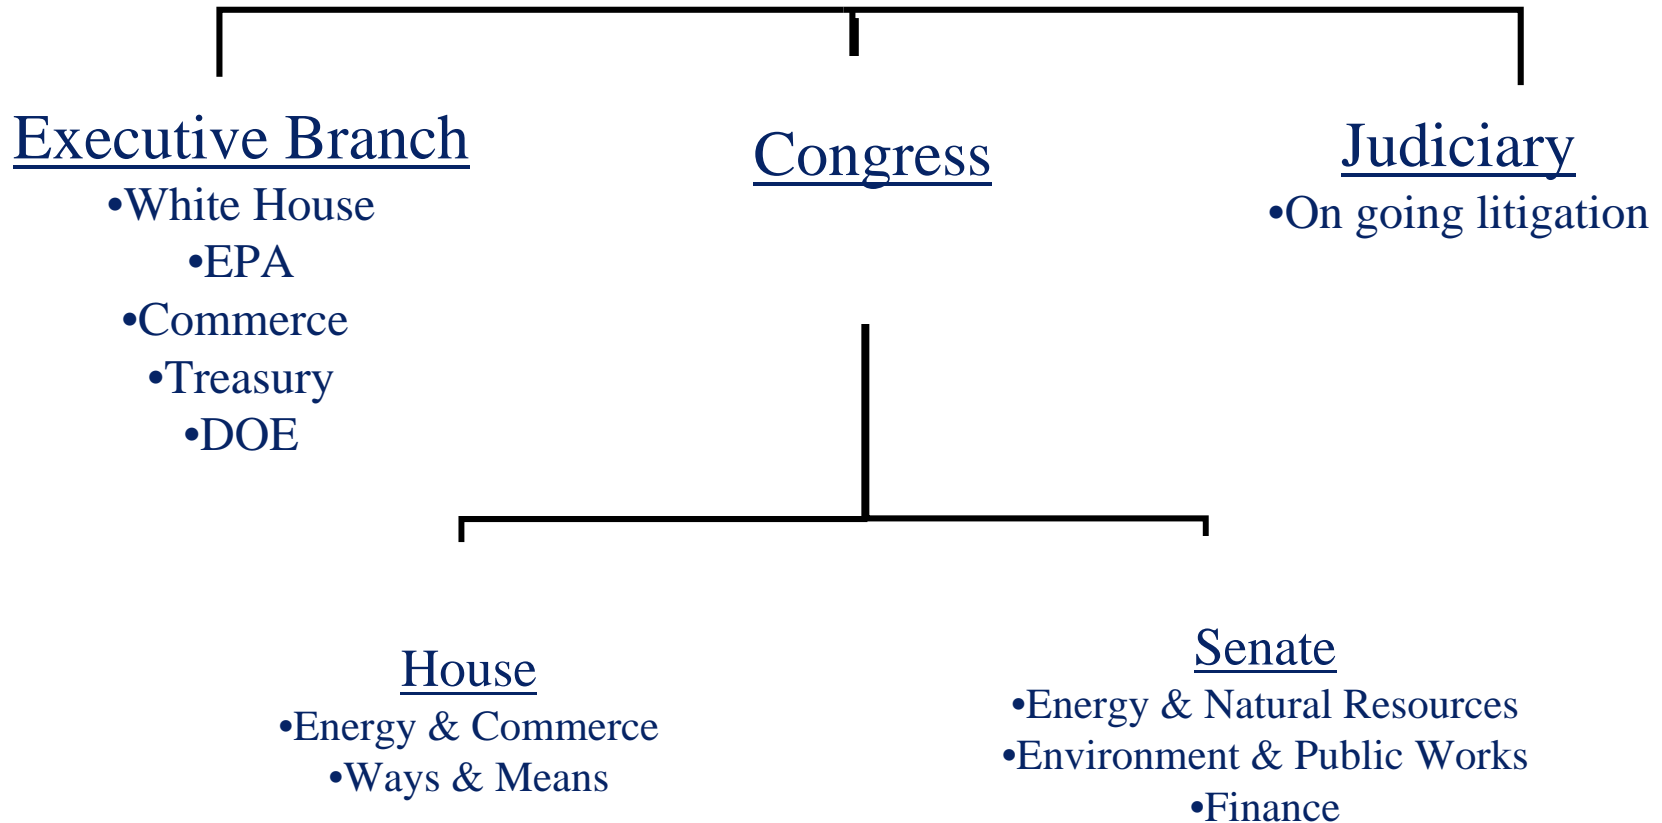 Executive Branch
•White House
•EPA
•Commerce
•Treasury
•DOE
Congress
Judiciary
•On going litigation
House
•Energy & Commerce
•Ways & Means
Senate
•Energy & Natural Resources
•Environment & Public Works
•Finance